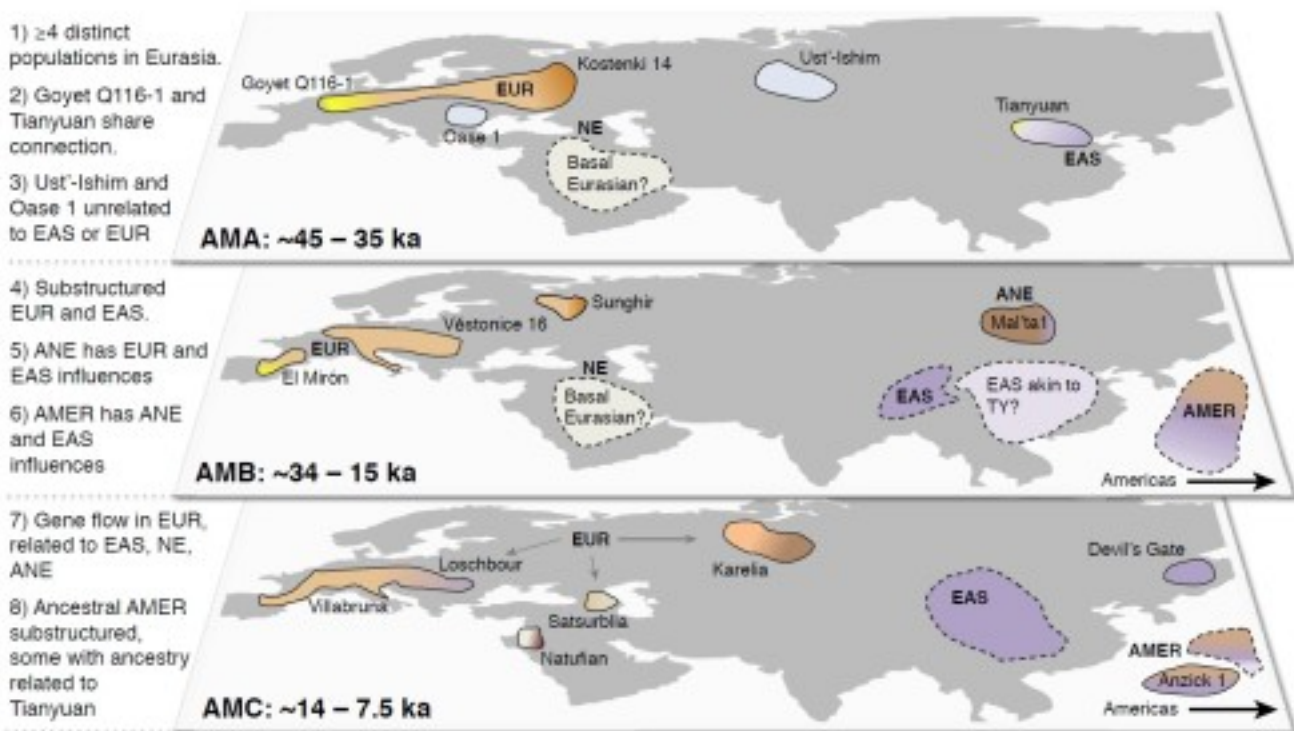 1) ≥4 distinct
populations in Eurasia.
2) Goyet Q116-1 and
Tianyuan share
connection.
3) Ust'-Ishim and
Oase 1 unrelated
to EAS or EUR
Goyet Q116-1
EUR
Kostenki 14
Oase 1
NE
Basal
Eurasian?
Ust'-Ishim
Tianyuan
EAS
AMA: ~45 – 35 ka
4) Substructured
EUR and EAS.
5) ANE has EUR and
EAS influences
6) AMER has ANE
and EAS
influences
Sunghir
Věstonice 16
EUR
El Mirón
NE
Basal
Eurasian?
ANE
Mal'ta1
EAS
EAS akin to
TY?
AMER
Americas
AMB: ~34 – 15 ka
7) Gene flow in EUR,
related to EAS, NE,
ANE
8) Ancestral AMER
substructured,
some with ancestry
related to
Tianyuan
EUR
Loschbour
Villabruna
Karelia
Satsurblia
Natufian
EAS
Devil's Gate
AMER
Anzick 1
Americas
AMC: ~14 – 7.5 ka